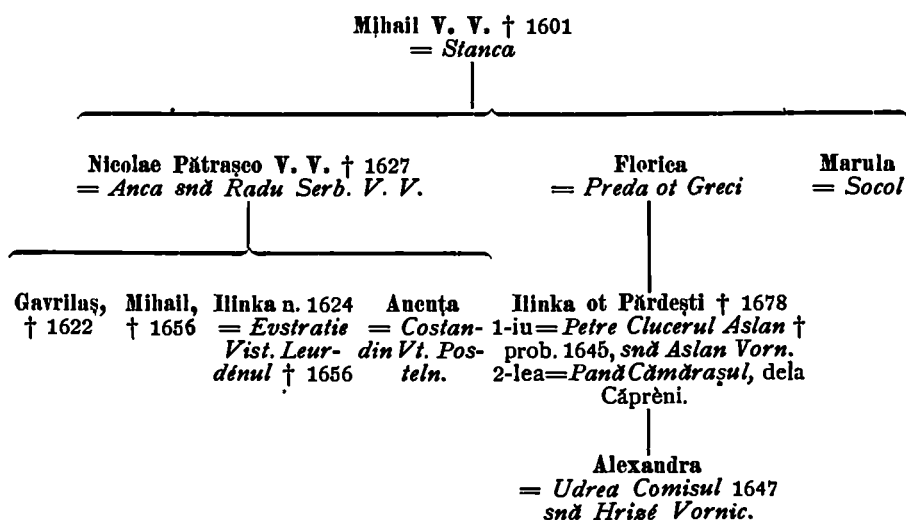 Mihail V. V. † 1601
= Stanca
Nicolae Pătrașco V. V. † 1627
= Anca snă Radu Serb. V. V.
Florica
= Preda ot Greci
Marula
= Socol
Gavrilaș,
† 1622
Mihail,
† 1656
Ilinka n. 1624
= Evstratie
Vist. Leur-
dénul † 1656
Ancuța
= Costan-
din Vt. Pos-
teln.
Ilinka ot Părdești † 1678
1-iu=Petre Clucerul Aslan †
prob. 1645, snă Aslan Vorn.
2-lea=Pană Cămărașul, dela
Căprèni.
Alexandra
= Udrea Comisul 1647
snă Hrizé Vornic.